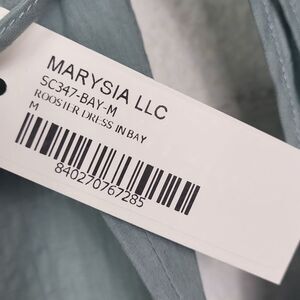 MARYSIA LLC
SC347-BAY-M
ROOSTER DRESS IN BAY
M
840270767285